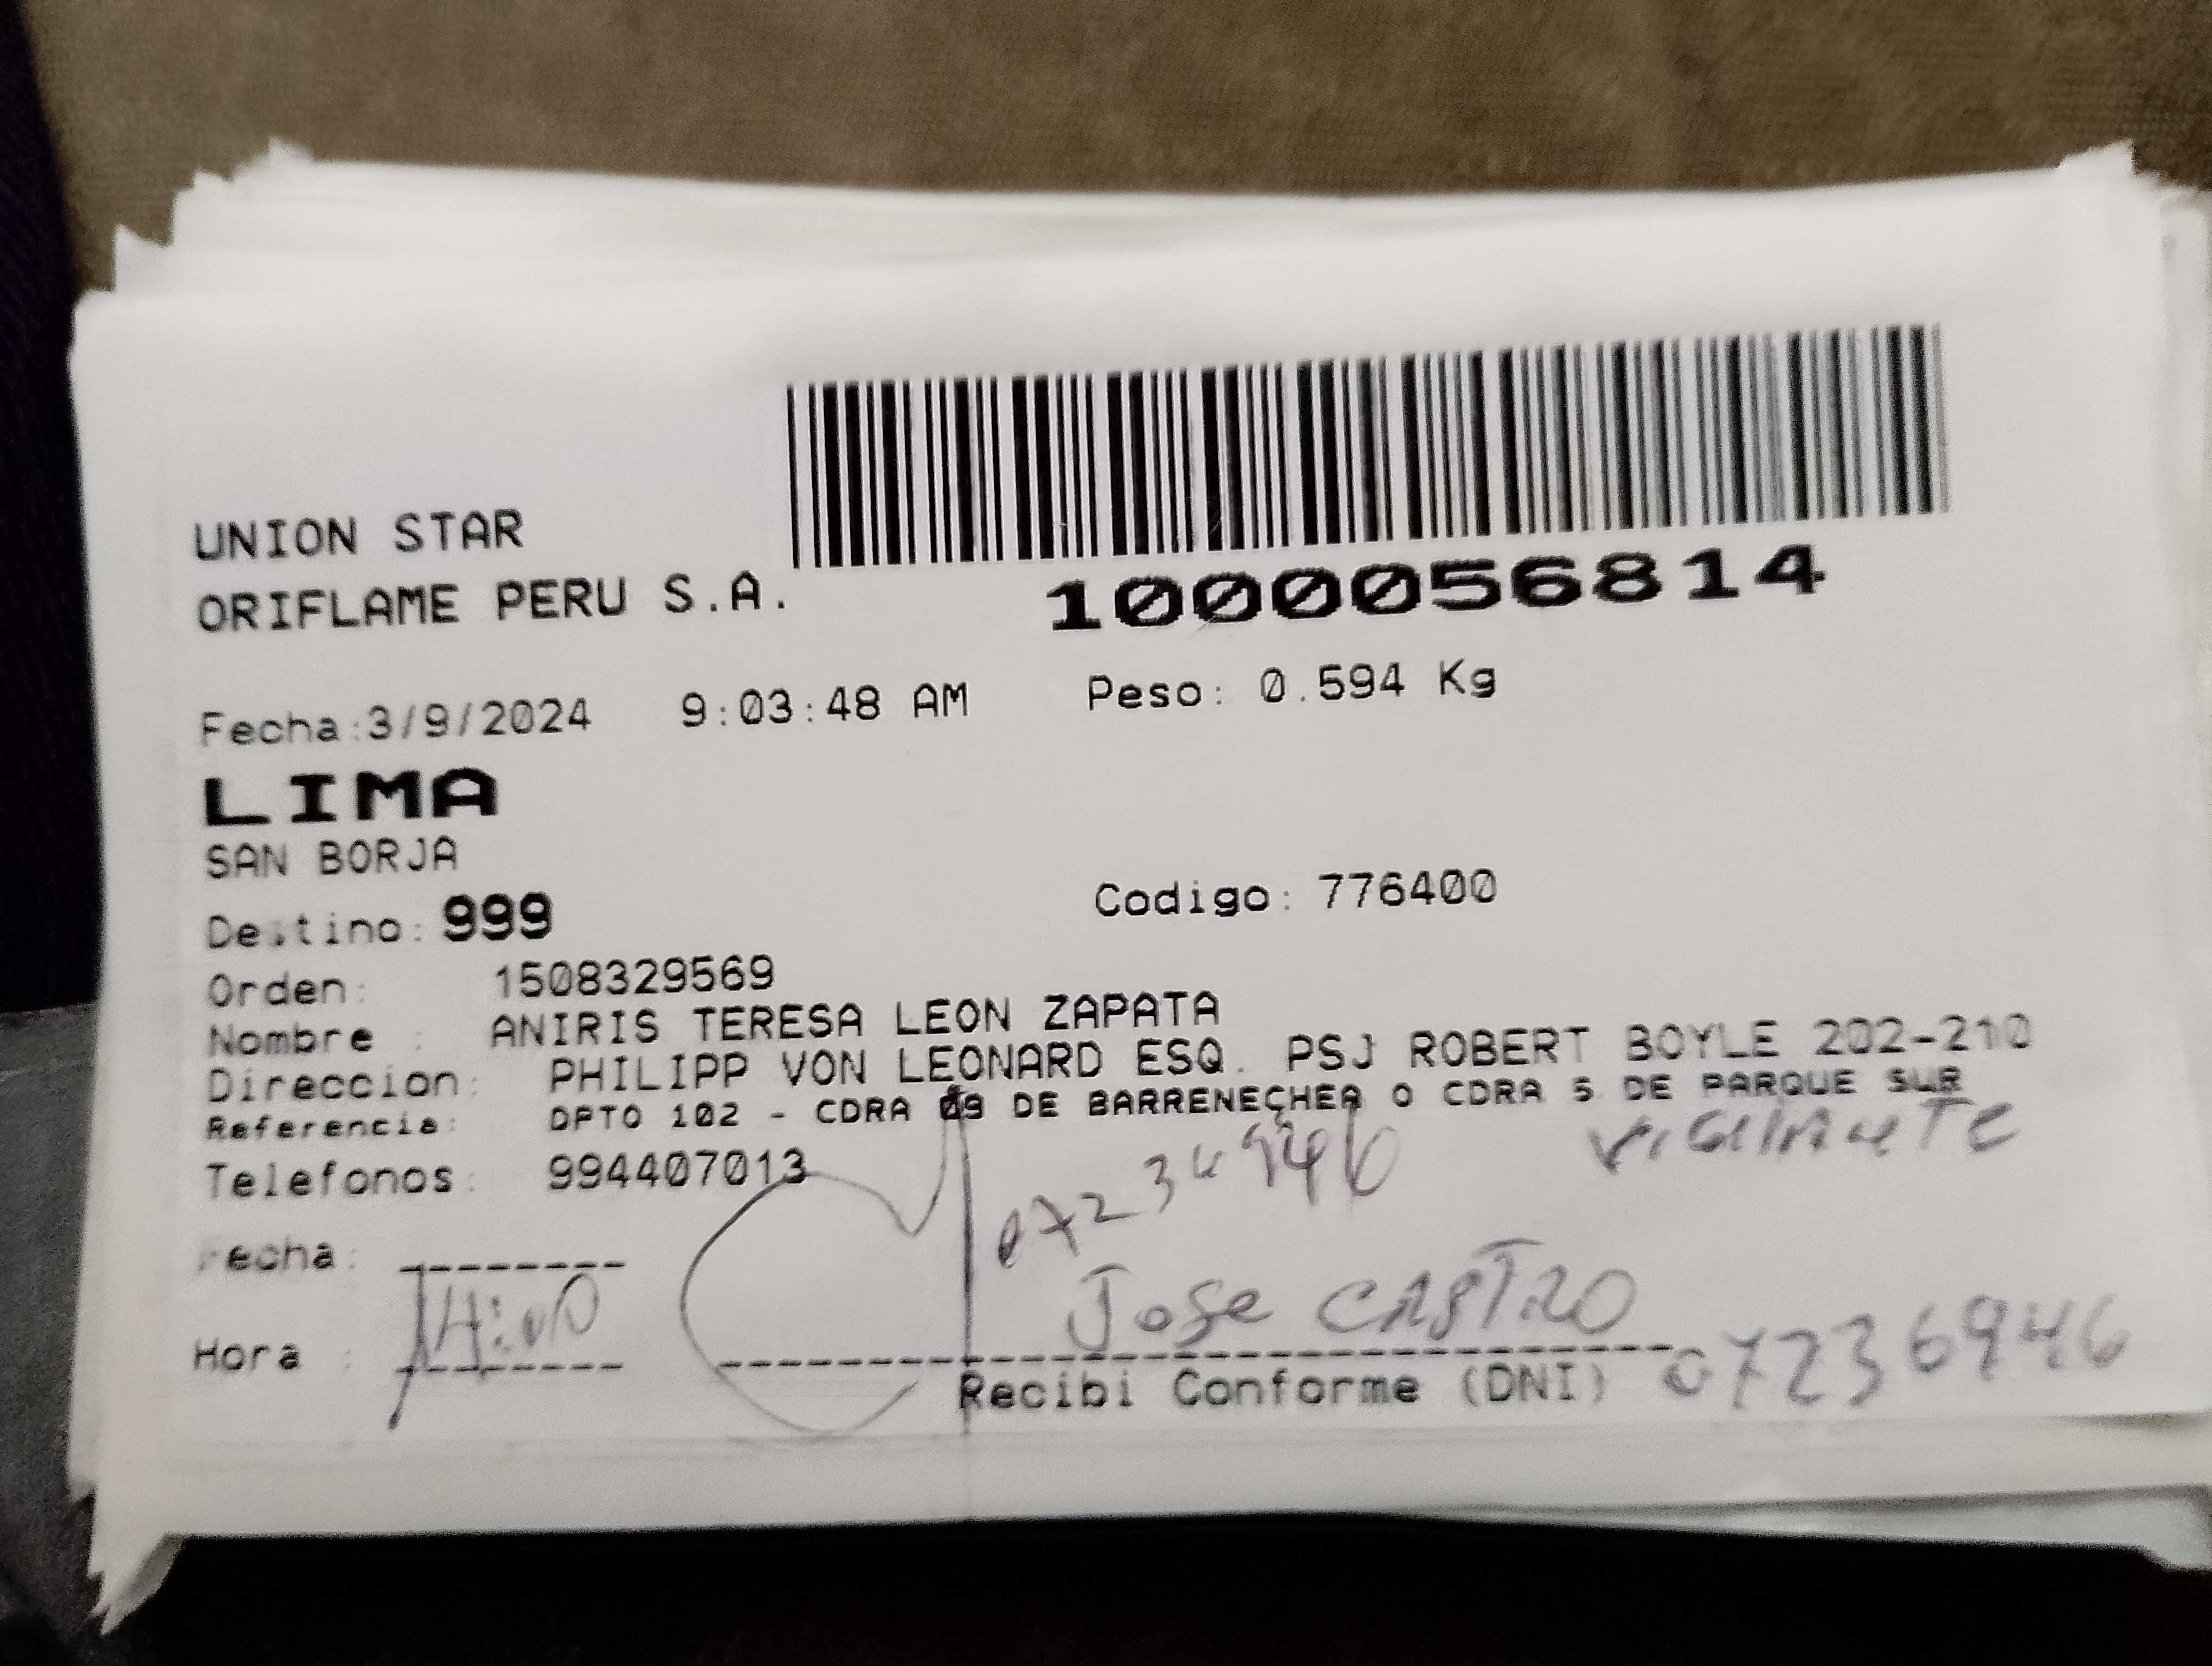 UNION STAR
ORIFLAME PERU S.A.
1000056814
Fecha:3/9/2024 9:03:48 AM Peso: 0.594 Kg
LIMA
SAN BORJA
Destino: 999 Codigo: 776400
Orden: 1508329569
Nombre : ANIRIS TERESA LEON ZAPATA
Direccion: PHILIPP VON LEONARD ESQ. PSJ ROBERT BOYLE 202-210
Referencia: DPTO 102 - CDRA 09 DE BARRENECHEA O CDRA 5 DE PARQUE SUR
VIGILANTE
Telefonos: 994407013
Fecha:
JOSE CASTRO
Hora :
Recibi Conforme (DNI) 07236946